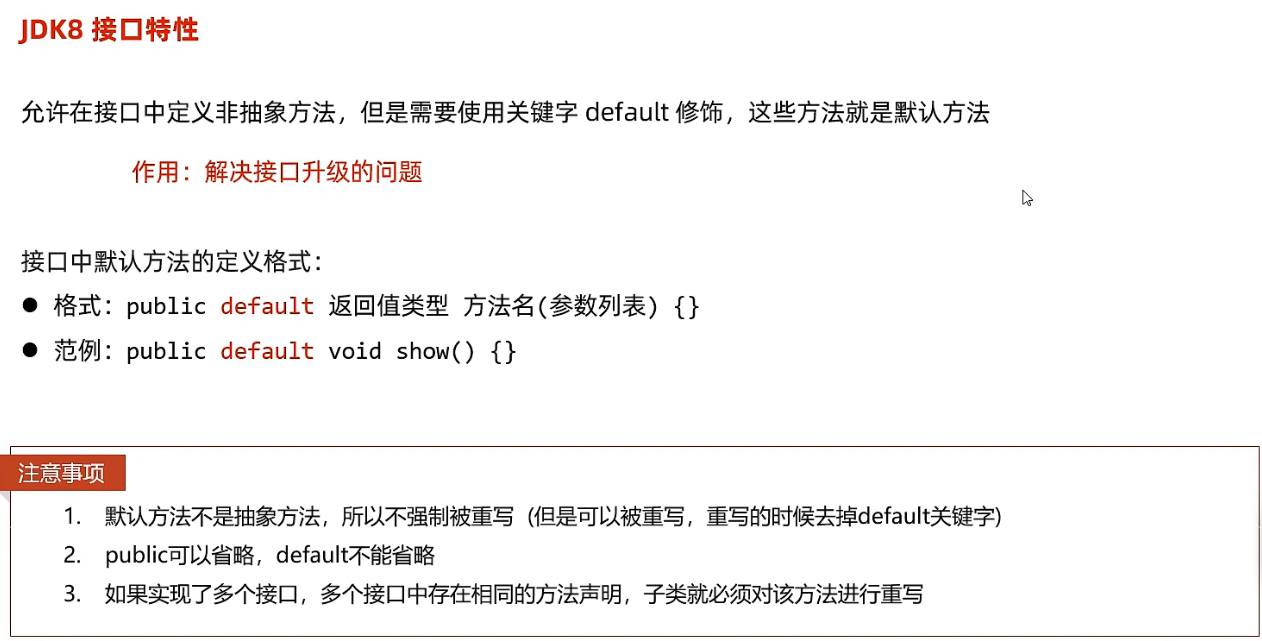 JDK8 接口特性
允许在接口中定义非抽象方法，但是需要使用关键字 default 修饰，这些方法就是默认方法
作用：解决接口升级的问题
接口中默认方法的定义格式：
● 格式：public default 返回值类型 方法名(参数列表) {}
● 范例：public default void show() {}
注意事项
1. 默认方法不是抽象方法，所以不强制被重写（但是可以被重写，重写的时候去掉default关键字）
2. public可以省略，default不能省略
3. 如果实现了多个接口，多个接口中存在相同的方法声明，子类就必须对该方法进行重写